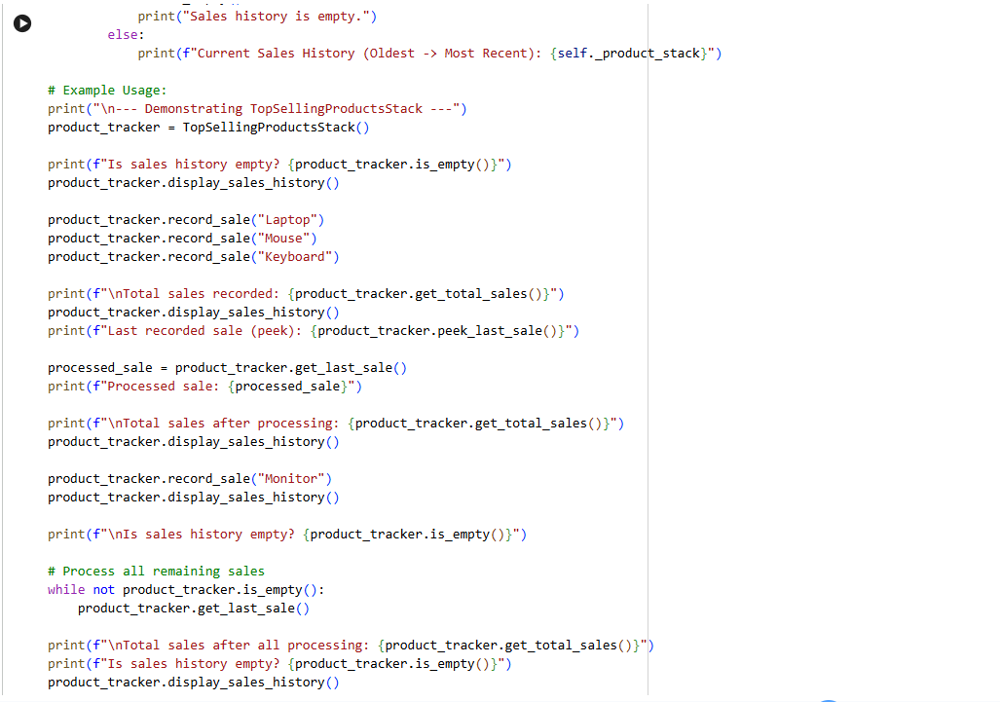 print("Sales history is empty.")
        else:
            print(f"Current Sales History (Oldest -> Most Recent): {self._product_stack}")

# Example Usage:
print("\n--- Demonstrating TopSellingProductsStack ---")
product_tracker = TopSellingProductsStack()

print(f"Is sales history empty? {product_tracker.is_empty()}")
product_tracker.display_sales_history()

product_tracker.record_sale("Laptop")
product_tracker.record_sale("Mouse")
product_tracker.record_sale("Keyboard")

print(f"\nTotal sales recorded: {product_tracker.get_total_sales()}")
product_tracker.display_sales_history()
print(f"Last recorded sale (peek): {product_tracker.peek_last_sale()}")

processed_sale = product_tracker.get_last_sale()
print(f"Processed sale: {processed_sale}")

print(f"\nTotal sales after processing: {product_tracker.get_total_sales()}")
product_tracker.display_sales_history()

product_tracker.record_sale("Monitor")
product_tracker.display_sales_history()

print(f"\nIs sales history empty? {product_tracker.is_empty()}")

# Process all remaining sales
while not product_tracker.is_empty():
    product_tracker.get_last_sale()

print(f"\nTotal sales after all processing: {product_tracker.get_total_sales()}")
print(f"Is sales history empty? {product_tracker.is_empty()}")
product_tracker.display_sales_history()